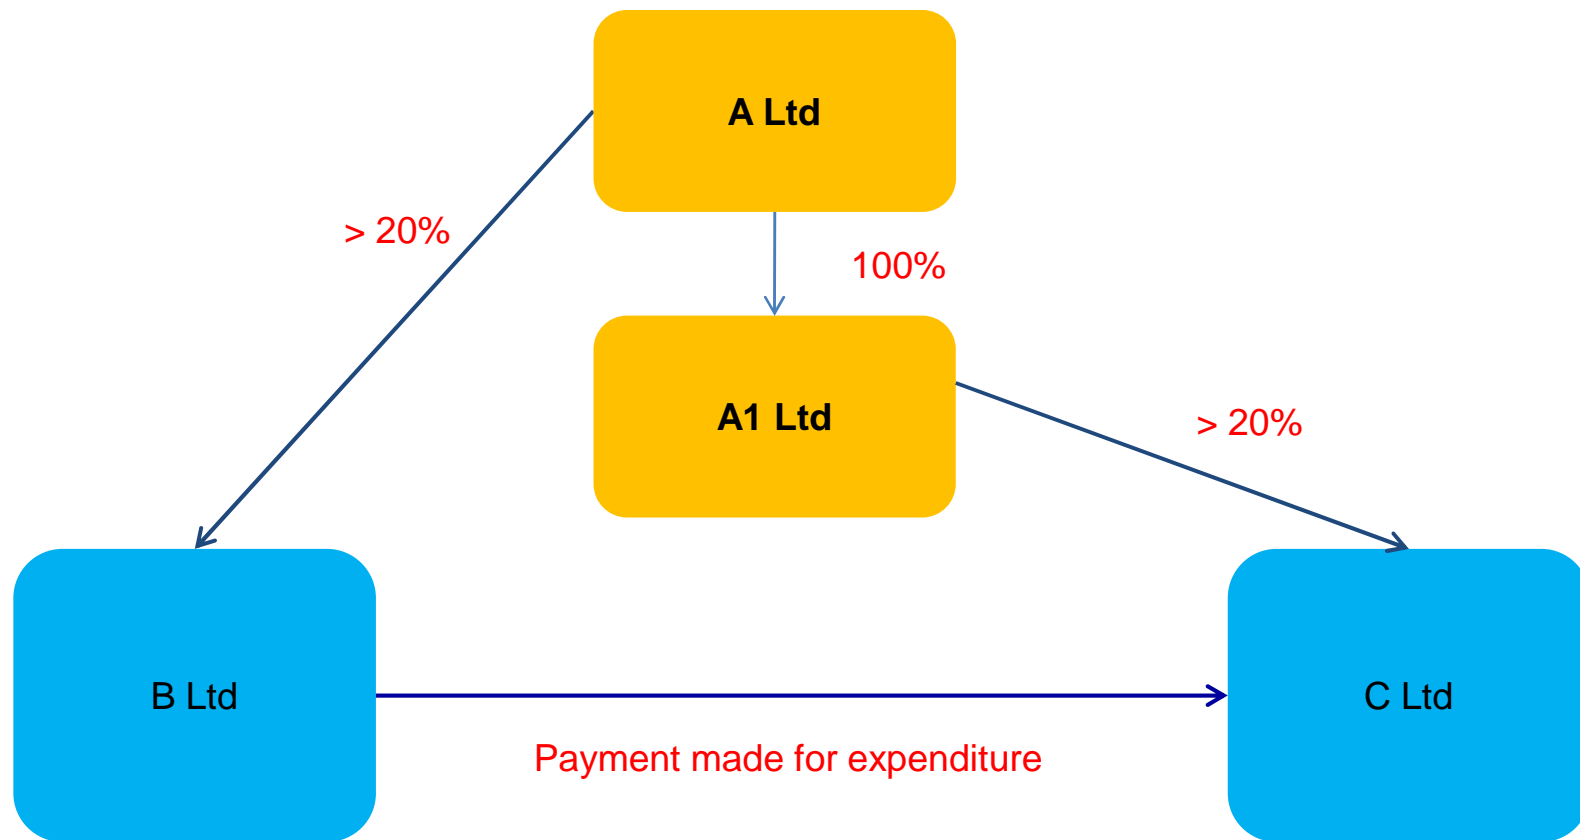 A Ltd
> 20%
100%
A1 Ltd
> 20%
B Ltd
C Ltd
Payment made for expenditure